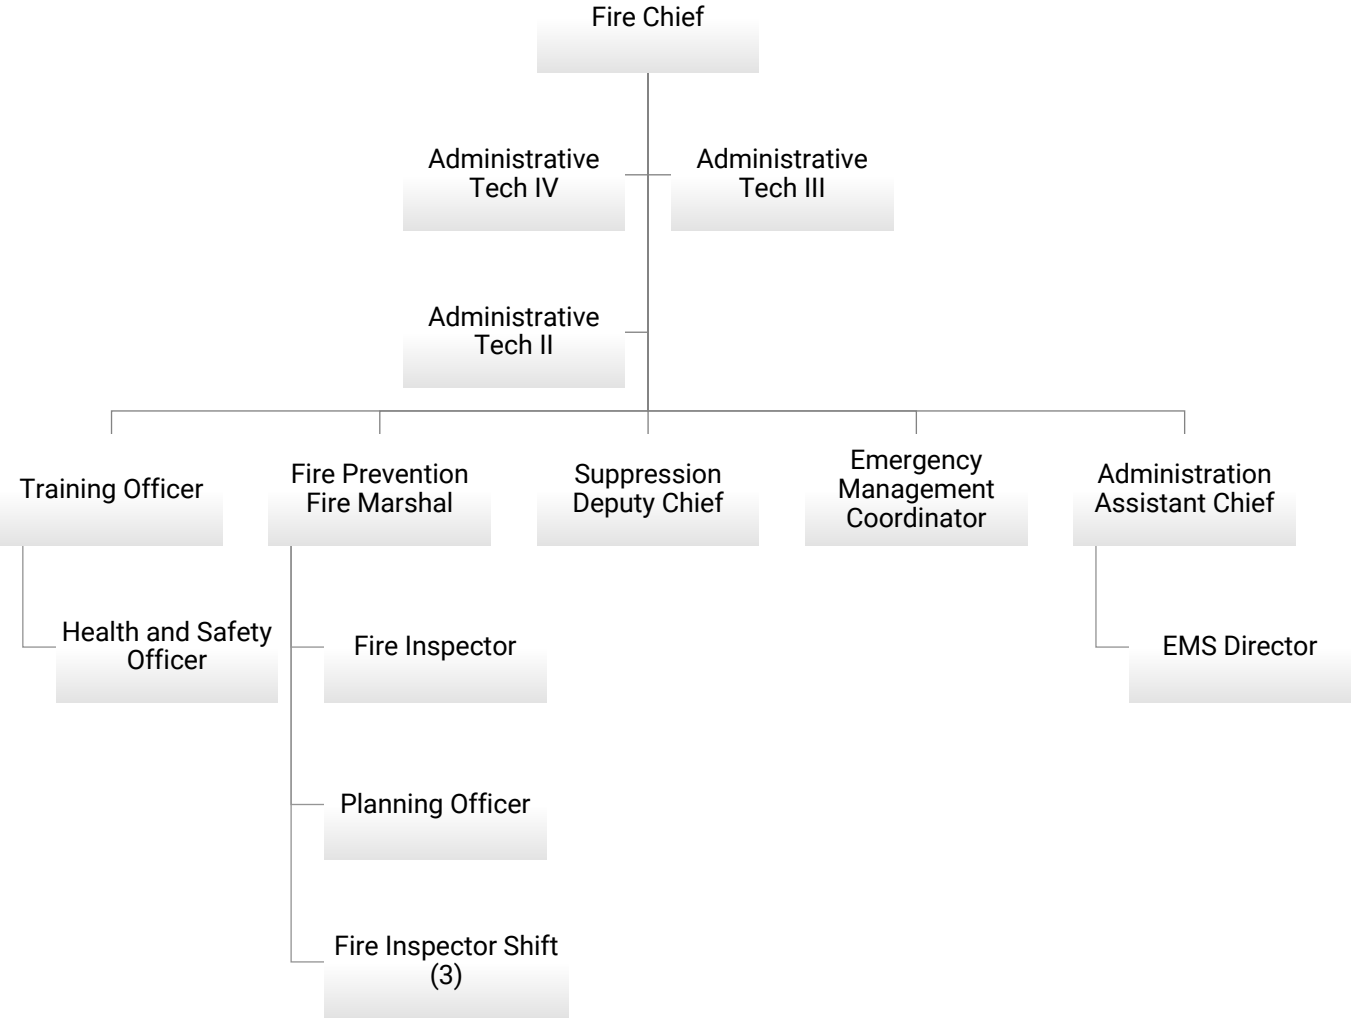 Fire Chief
Administrative
Tech IV
Administrative
Tech III
Administrative
Tech II
Training Officer
Fire Prevention
Fire Marshal
Suppression
Deputy Chief
Emergency
Management
Coordinator
Administration
Assistant Chief
Health and Safety
Officer
Fire Inspector
EMS Director
Planning Officer
Fire Inspector Shift
(3)